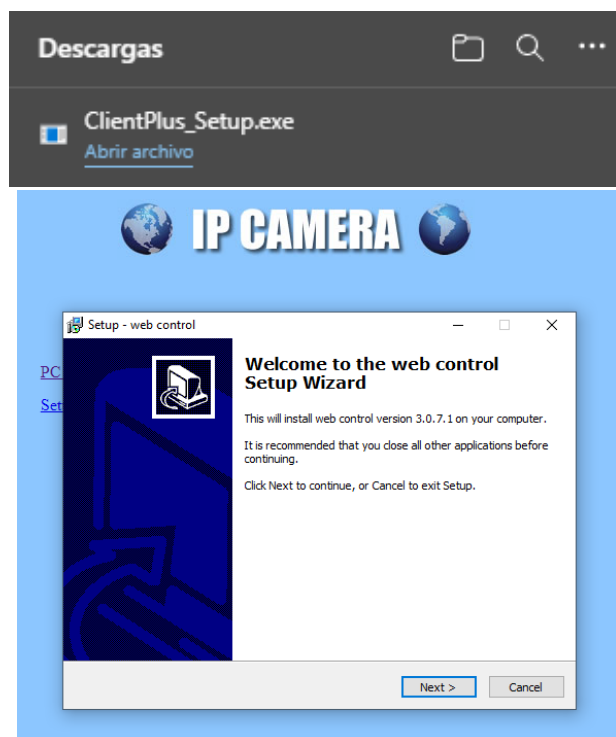 Descargas
ClientPlus_Setup.exe
Abrir archivo
IP CAMERA
Setup - web control
PC
Set
Welcome to the web control
Setup Wizard
This will install web control version 3.0.7.1 on your computer.
It is recommended that you close all other applications before
continuing.
Click Next to continue, or Cancel to exit Setup.
Next >
Cancel